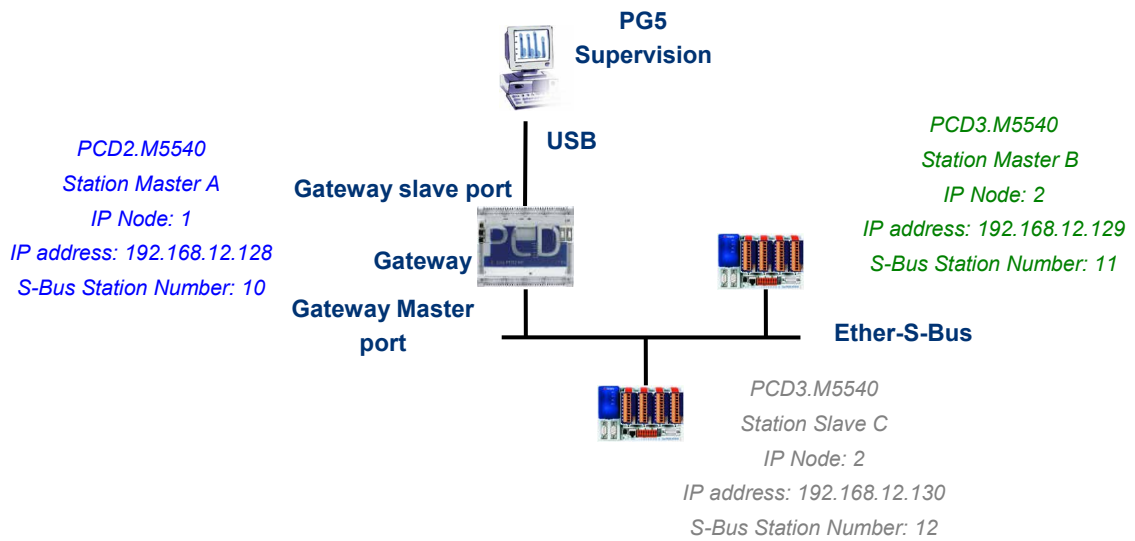 PG5
Supervision
USB
PCD2.M5540
Station Master A
IP Node: 1
IP address: 192.168.12.128
S-Bus Station Number: 10
Gateway slave port
Gateway
Gateway Master
port
PCD
PCD3.M5540
Station Master B
IP Node: 2
IP address: 192.168.12.129
S-Bus Station Number: 11
Ether-S-Bus
PCD3.M5540
Station Slave C
IP Node: 2
IP address: 192.168.12.130
S-Bus Station Number: 12